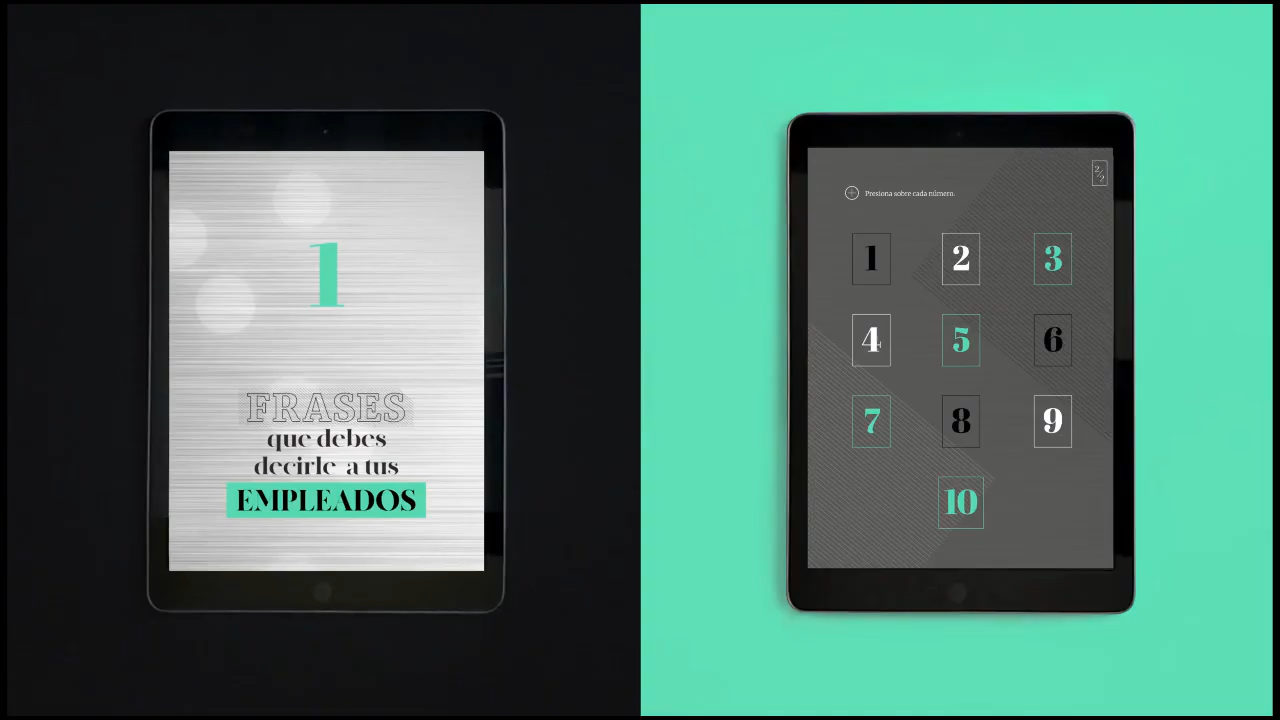 1
FRASES
que debes
decirle a tus
EMPLEADOS
2/2
Presiona sobre cada número.
1 2 3
4 5 6
7 8 9
10